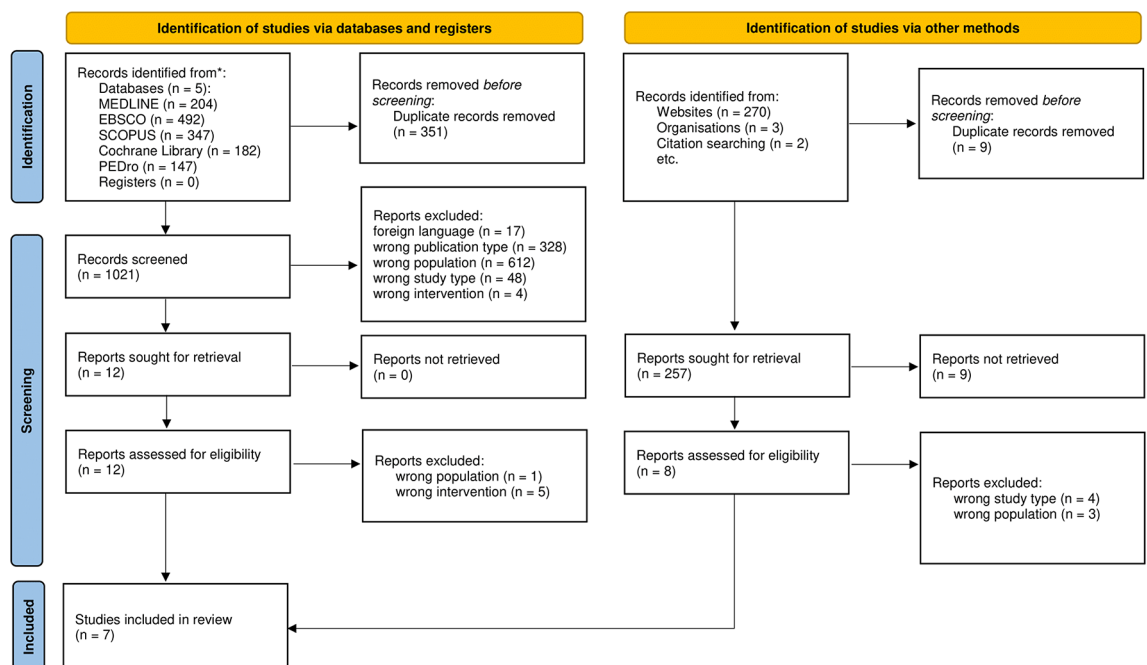 Identification of studies via databases and registers
Identification of studies via other methods
Identification
Records identified from*:
Databases (n = 5):
MEDLINE (n = 204)
EBSCO (n = 492)
SCOPUS (n = 347)
Cochrane Library (n = 182)
PEDro (n = 147)
Registers (n = 0)
Records removed before
screening:
Duplicate records removed
(n = 351)
Records identified from:
Websites (n = 270)
Organisations (n = 3)
Citation searching (n = 2)
etc.
Records removed before
screening:
Duplicate records removed
(n = 9)
Screening
Records screened
(n = 1021)
Reports excluded:
foreign language (n = 17)
wrong publication type (n = 328)
wrong population (n = 612)
wrong study type (n = 48)
wrong intervention (n = 4)
Reports sought for retrieval
(n = 12)
Reports not retrieved
(n = 0)
Reports sought for retrieval
(n = 257)
Reports not retrieved
(n = 9)
Reports assessed for eligibility
(n = 12)
Reports excluded:
wrong population (n = 1)
wrong intervention (n = 5)
Reports assessed for eligibility
(n = 8)
Reports excluded:
wrong study type (n = 4)
wrong population (n = 3)
Included
Studies included in review
(n = 7)